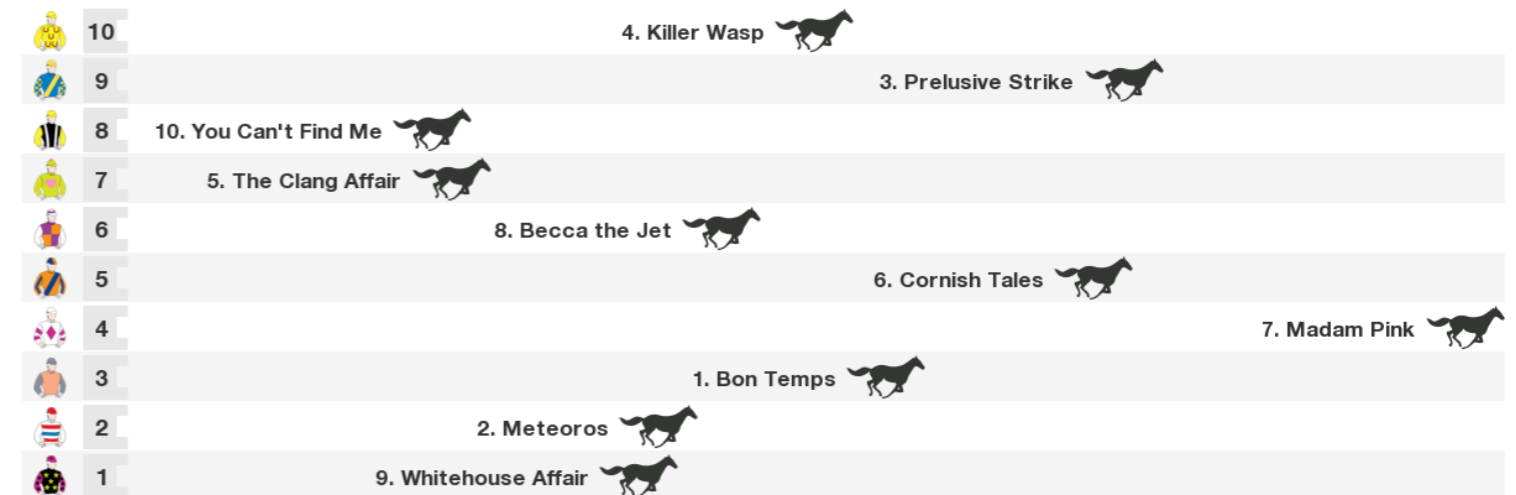 10 4. Killer Wasp
9 3. Prelusive Strike
8 10. You Can't Find Me
7 5. The Clang Affair
6 8. Becca the Jet
5 6. Cornish Tales
4 7. Madam Pink
3 1. Bon Temps
2 2. Meteoros
1 9. Whitehouse Affair